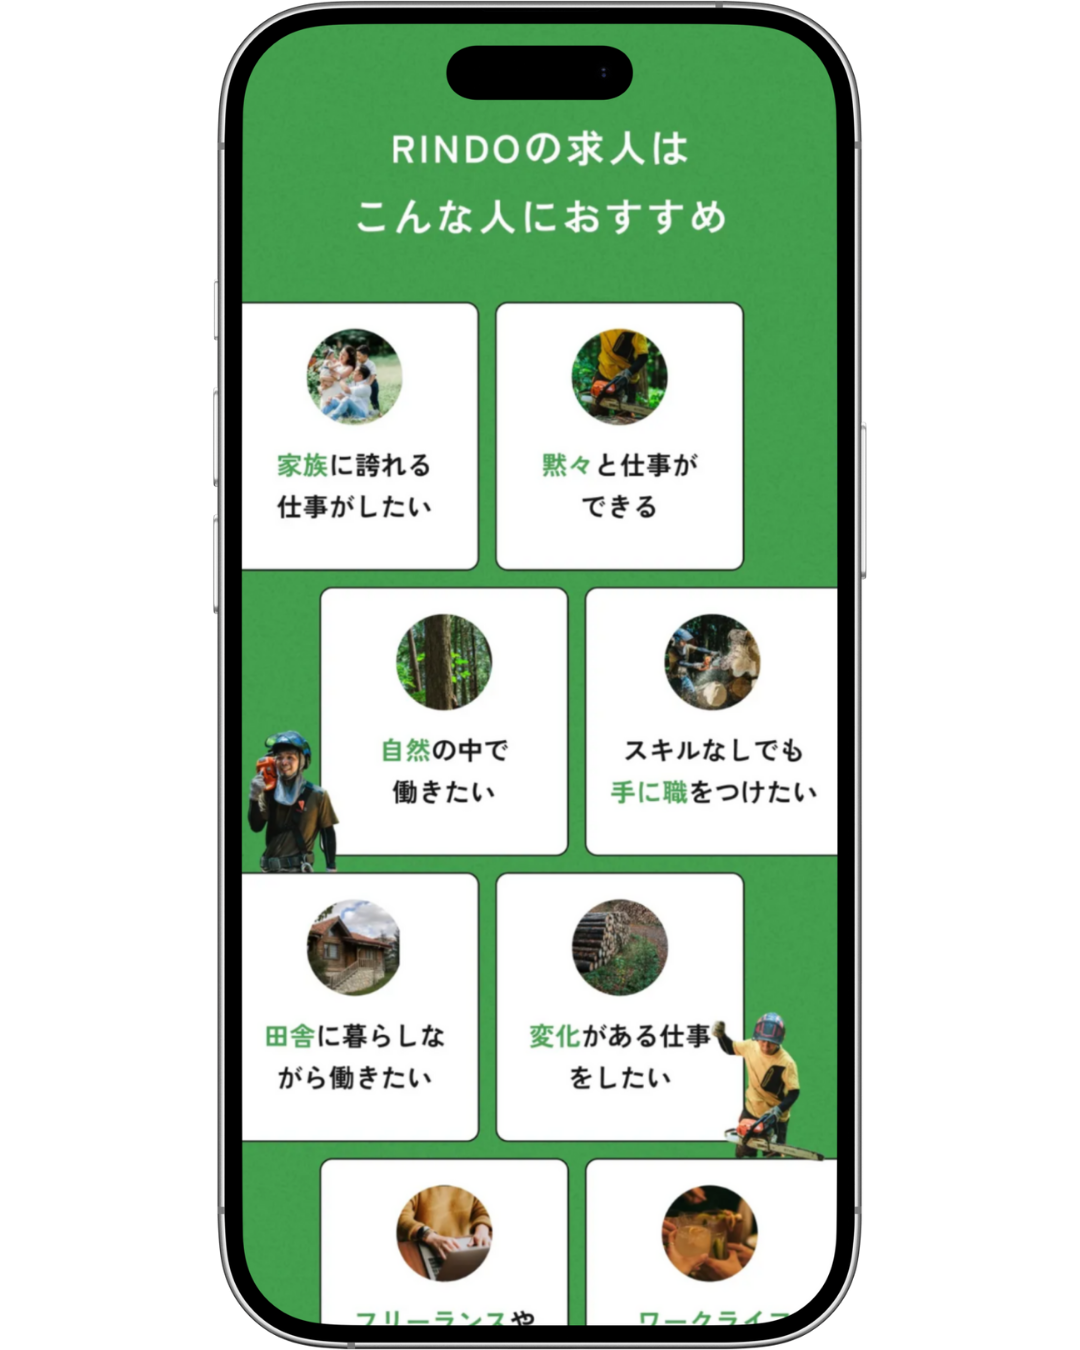 RINDOの求人は
こんな人におすすめ
家族に誇れる
仕事がしたい
黙々と仕事が
できる
自然の中で
働きたい
スキルなしでも
手に職をつけたい
田舎に暮らしな
がら働きたい
変化がある仕事
をしたい
フリーランスや
ワークライフ